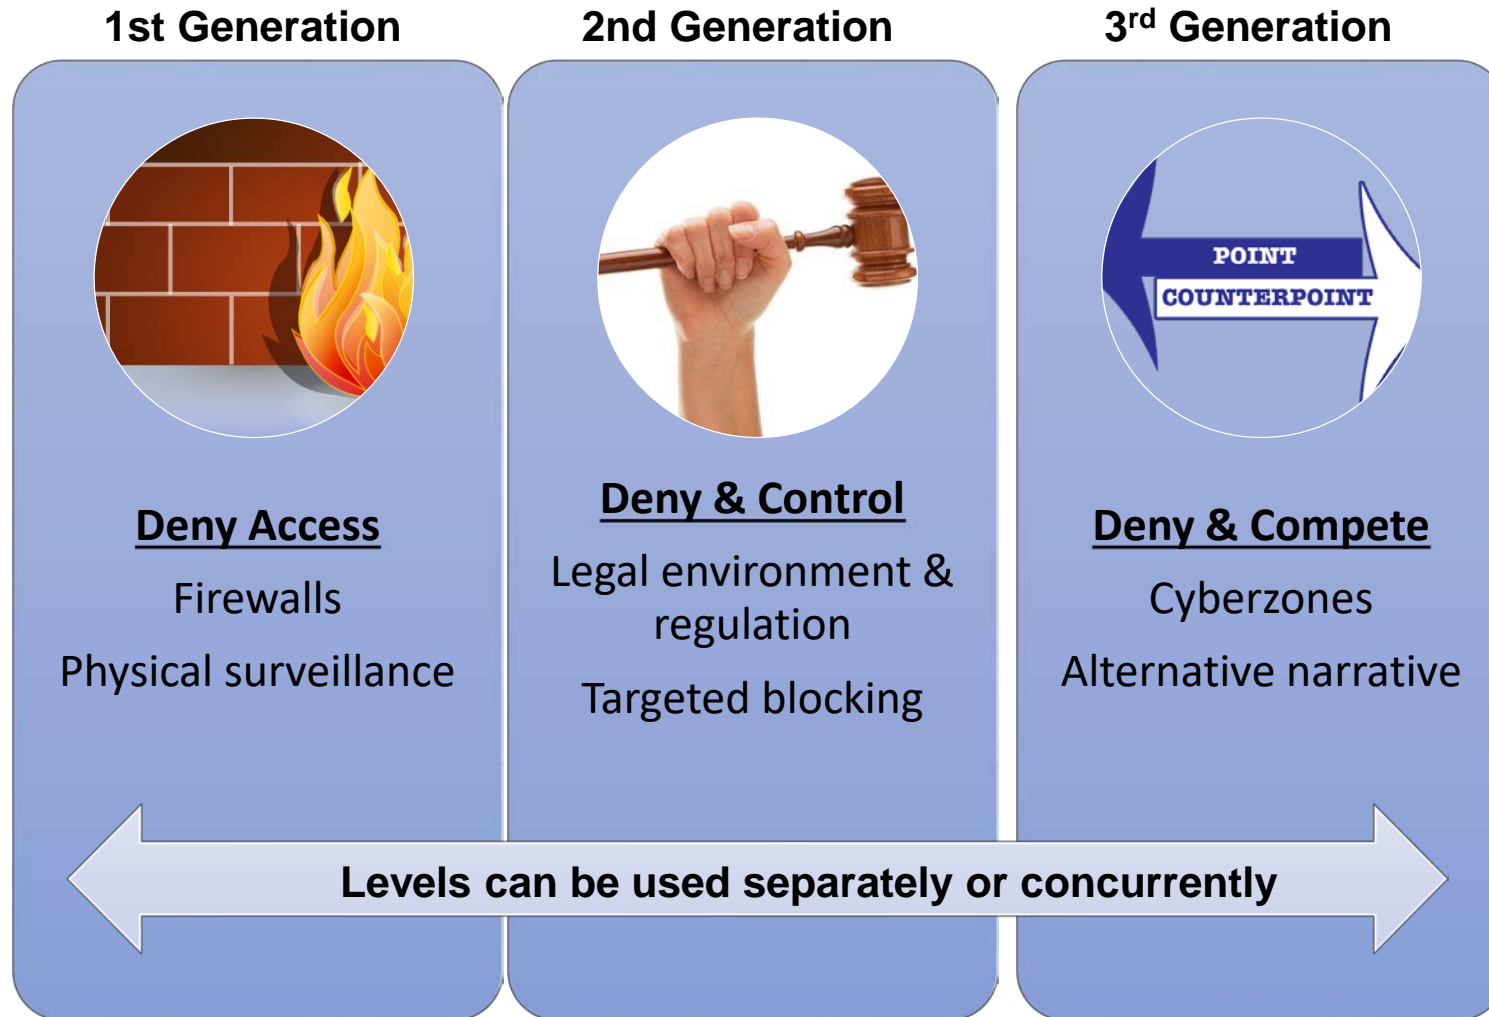 1st Generation
2nd Generation
3rd Generation
Deny Access
Firewalls
Physical surveillance
Deny & Control
Legal environment &
regulation
Targeted blocking
POINT
COUNTERPOINT
Deny & Compete
Cyberzones
Alternative narrative
Levels can be used separately or concurrently